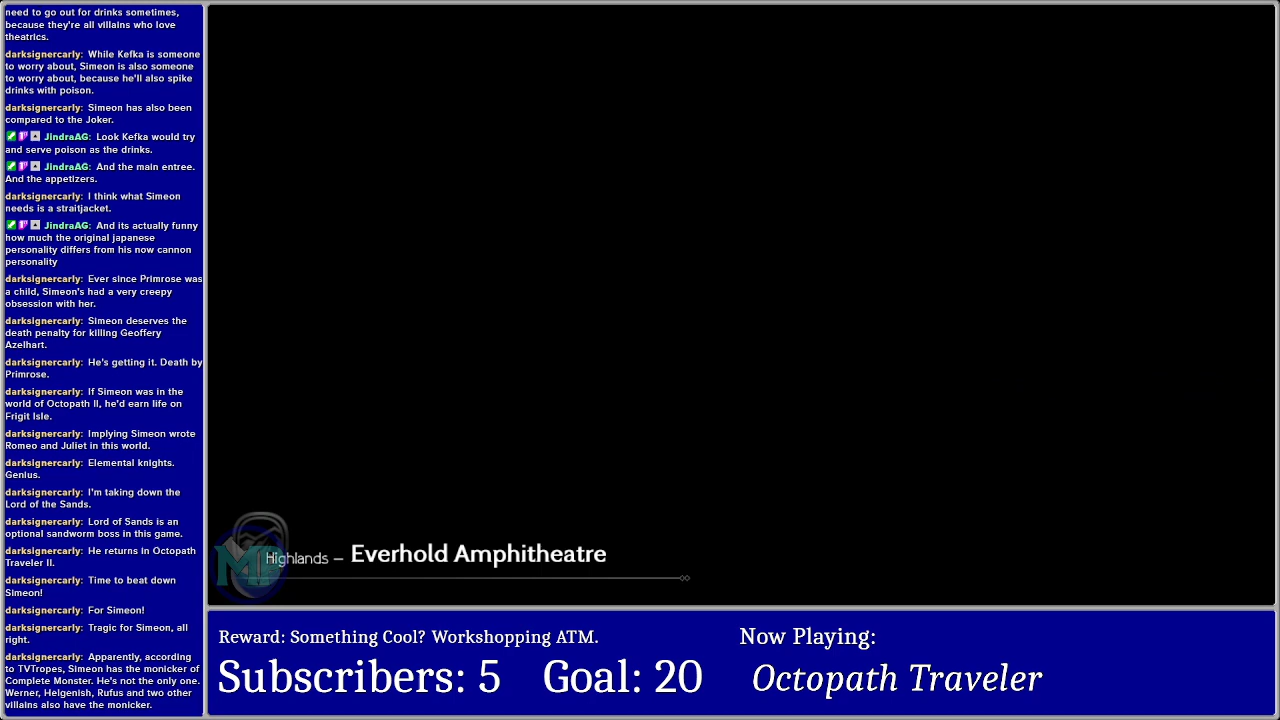 need to go out for drinks sometimes,
because they're all villains who love
theatrics.
darksignercarly: While Kefka is someone
to worry about, Simeon is also someone
to worry about, because he'll also spike
drinks with poison.
darksignercarly: Simeon has also been
compared to the Joker.
JindraAG: Look Kefka would try
and serve poison as the drinks.
JindraAG: And the main entree.
And the appetizers.
darksignercarly: I think what Simeon
needs is a straitjacket.
JindraAG: And its actually funny
how much the original japanese
personality differs from his now cannon
personality
darksignercarly: Ever since Primrose was
a child, Simeon's had a very creepy
obsession with her.
darksignercarly: Simeon deserves the
death penalty for killing Geoffery
Azelhart.
darksignercarly: He's getting it. Death by
Primrose.
darksignercarly: If Simeon was in the
world of Octopath II, he'd earn life on
Frigit Isle.
darksignercarly: Implying Simeon wrote
Romeo and Juliet in this world.
darksignercarly: Elemental knights.
Genius.
darksignercarly: I'm taking down the
Lord of the Sands.
darksignercarly: Lord of Sands is an
optional sandworm boss in this game.
darksignercarly: He returns in Octopath
Traveler II.
darksignercarly: Time to beat down
Simeon!
darksignercarly: For Simeon!
darksignercarly: Tragic for Simeon, all
right.
darksignercarly: Apparently, according
to TVTropes, Simeon has the monicker of
Complete Monster. He's not the only one.
Werner, Helgenish, Rufus and two other
villains also have the monicker.
Highlands – Everhold Amphitheatre
Reward: Something Cool? Workshopping ATM.
Subscribers: 5 Goal: 20
Now Playing:
Octopath Traveler